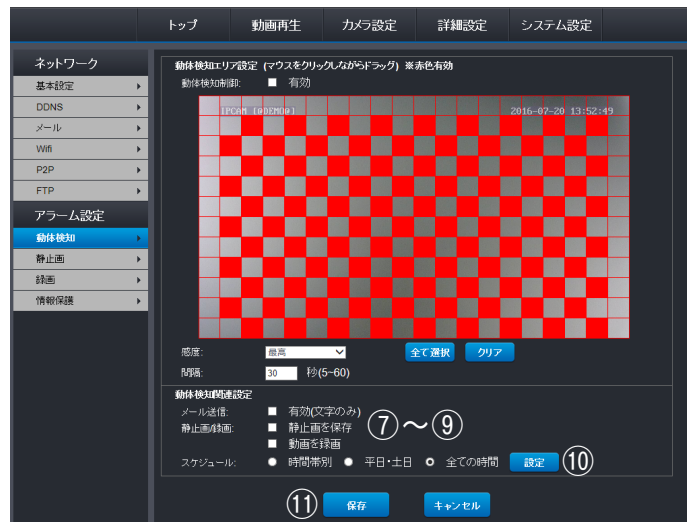 トップ 動画再生 カメラ設定 詳細設定 システム設定
ネットワーク
基本設定
DDNS
メール
Wifi
P2P
FTP
アラーム設定
動体検知
静止画
録画
情報保護
動体検知エリア設定 (マウスをクリックしながらドラッグ) ※赤色有効
動体検知制御: 有効
IPCAM [@DEMO@] 2016-07-20 13:52:49
感度: 最高 全て選択 クリア
間隔: 30 秒(5~60)
動体検知関連設定
メール送信: 有効(文字のみ)
静止画/録画: 静止画を保存
動画を録画
⑦～⑨
スケジュール: 時間帯別 平日・土日 全ての時間 設定 ⑩
⑪ 保存 キャンセル